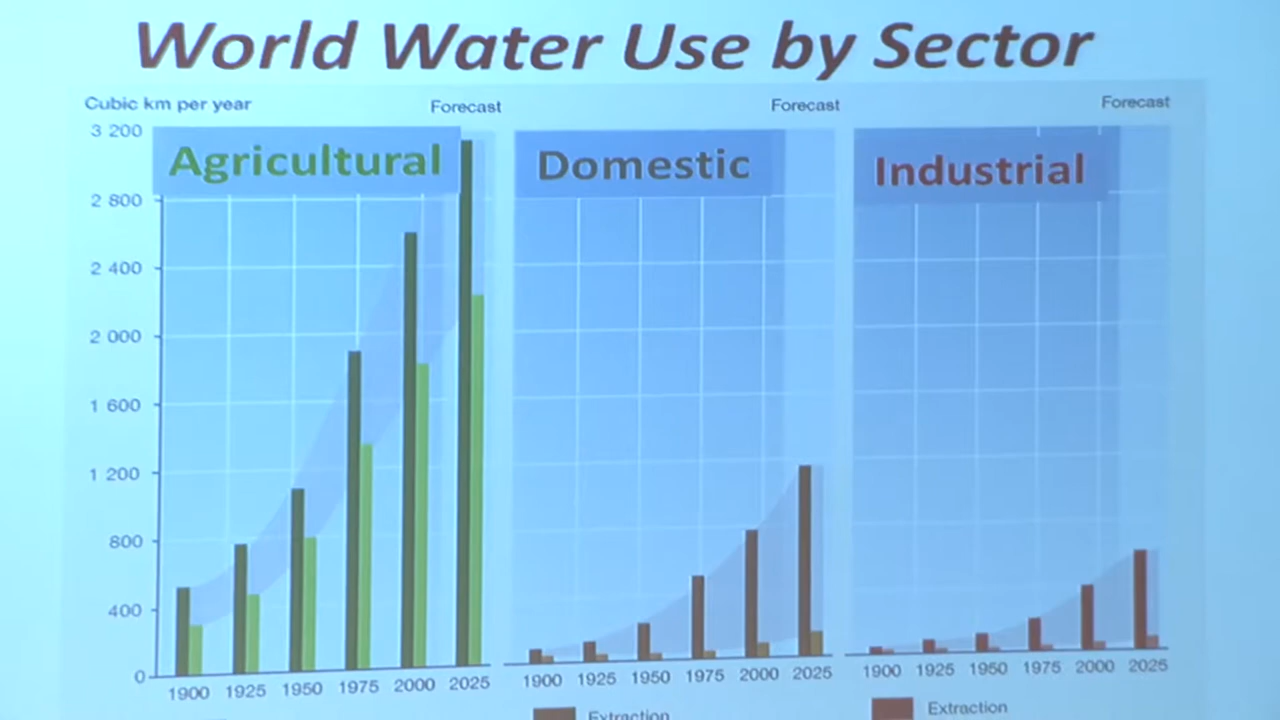 World Water Use by Sector
Cubic km per year
Forecast
Forecast
Forecast
3 200
Agricultural
Domestic
Industrial
2 800
2 400
2 000
1 600
1 200
800
400
0
1900 1925 1950 1975 2000 2025
1900 1925 1950 1975 2000 2025
1900 1925 1950 1975 2000 2025
Extraction
Extraction